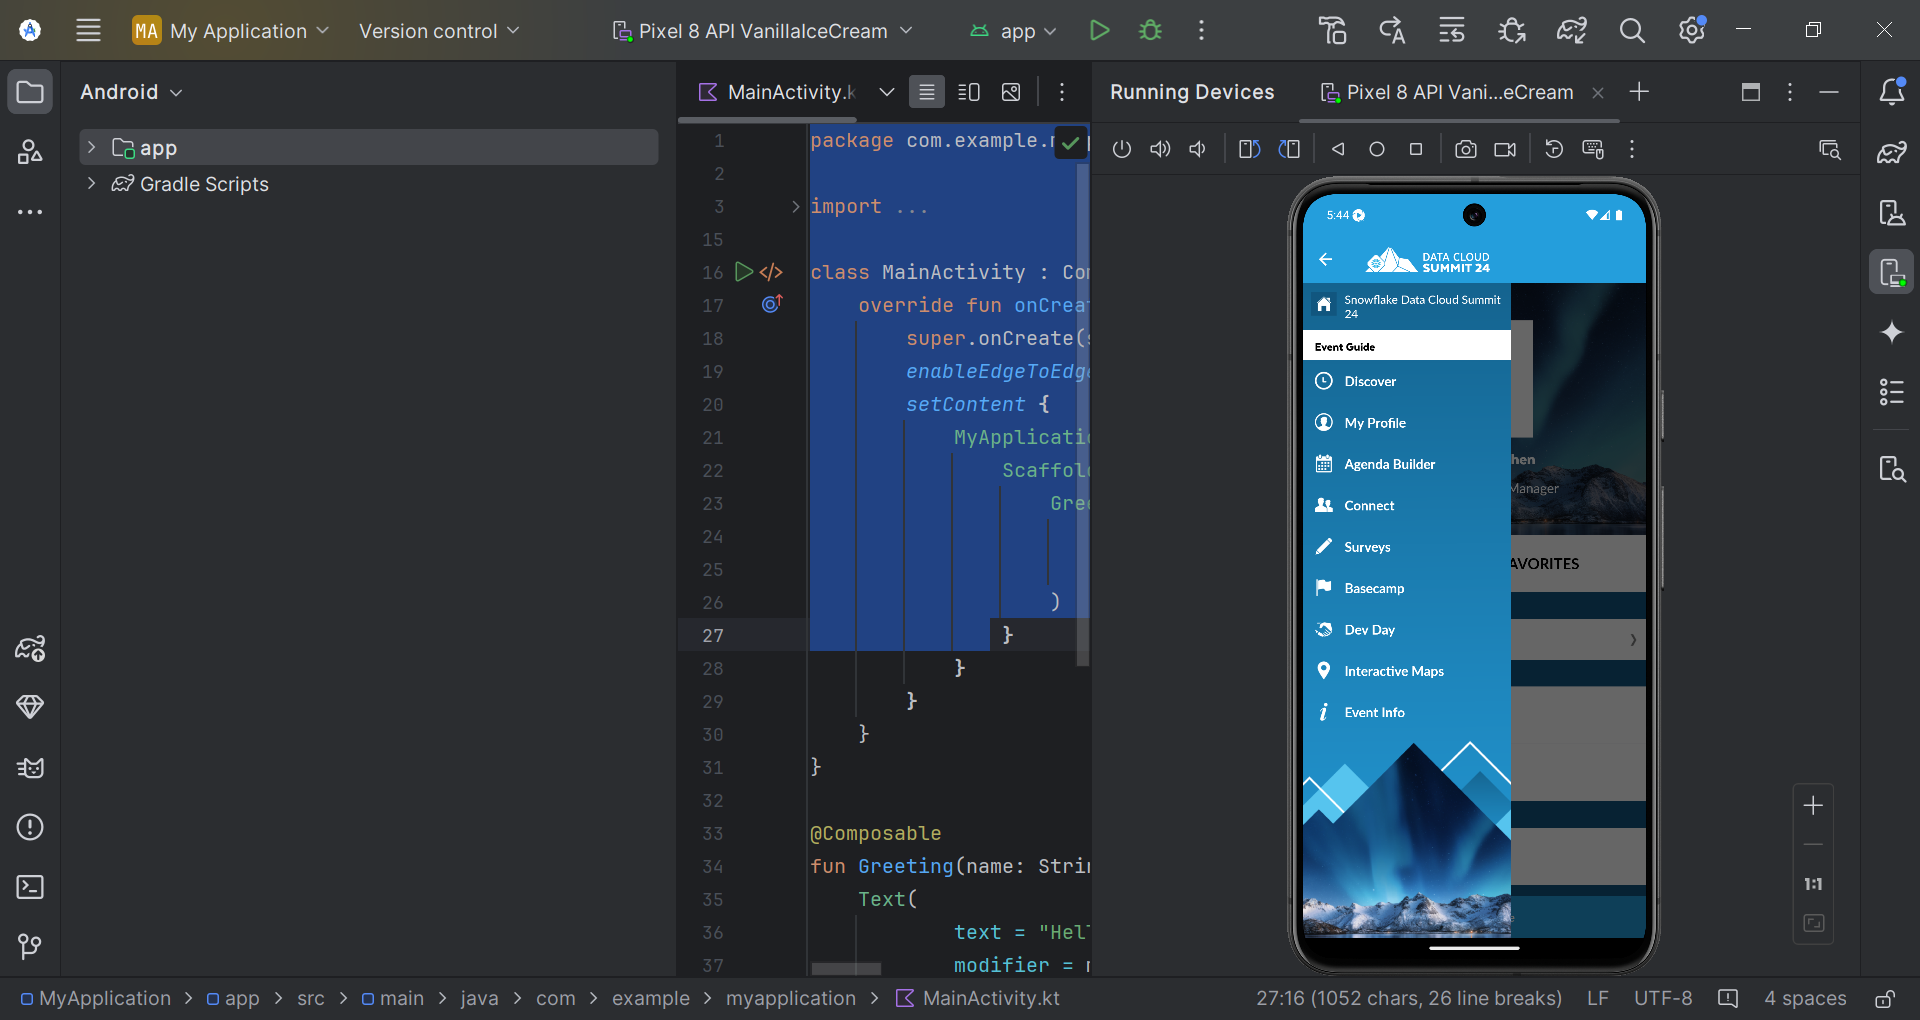 MA My Application Version control Pixel 8 API VanillaIceCream app
Android
app
Gradle Scripts
MainActivity.k
1 package com.example.m p
2
3 import ...
15
16 class MainActivity : Co
17 override fun onCrea
18 super.onCreate(s
19 enableEdgeToEdge
20 setContent {
21 MyApplicatio
22 Scaffol
23 Gre
24
25
26 )
27 }
28 }
29 }
30 }
31 }
32
33 @Composable
34 fun Greeting(name: Strin
35 Text(
36 text = "Hel
37 modifier = m
Running Devices Pixel 8 API Vani...eCream
5:44
DATA CLOUD
SUMMIT 24
Snowflake Data Cloud Summit
24
Event Guide
Discover
My Profile
Agenda Builder
Connect
Surveys
Basecamp
Dev Day
Interactive Maps
Event Info
hen
Manager
AVORITES
1:1
MyApplication > app > src > main > java > com > example > myapplication > MainActivity.kt
27:16 (1052 chars, 26 line breaks) LF UTF-8 4 spaces